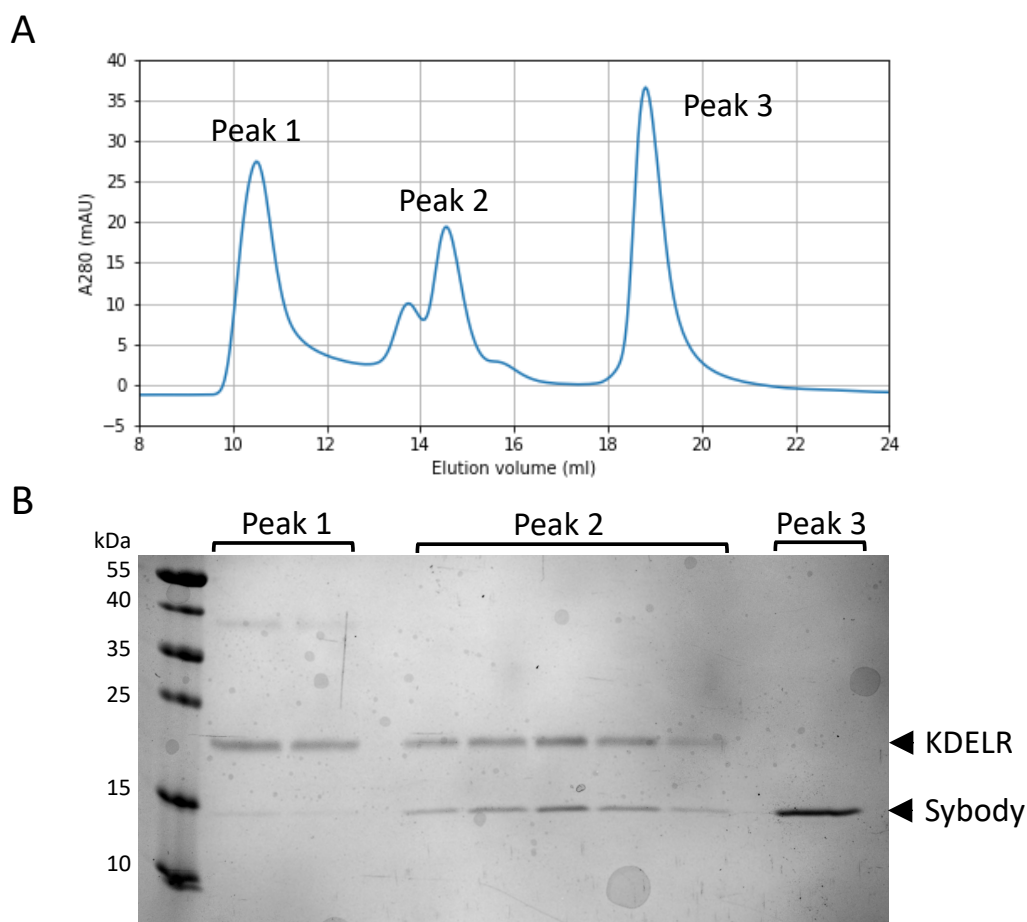 A
Peak 1
Peak 2
Peak 3
40
35
30
25
20
15
10
5
0
−5
A280 (mAU)
8 10 12 14 16 18 20 22 24
Elution volume (ml)
B
Peak 1 Peak 2 Peak 3
kDa
55
40
35
25
15
10
KDELR
Sybody